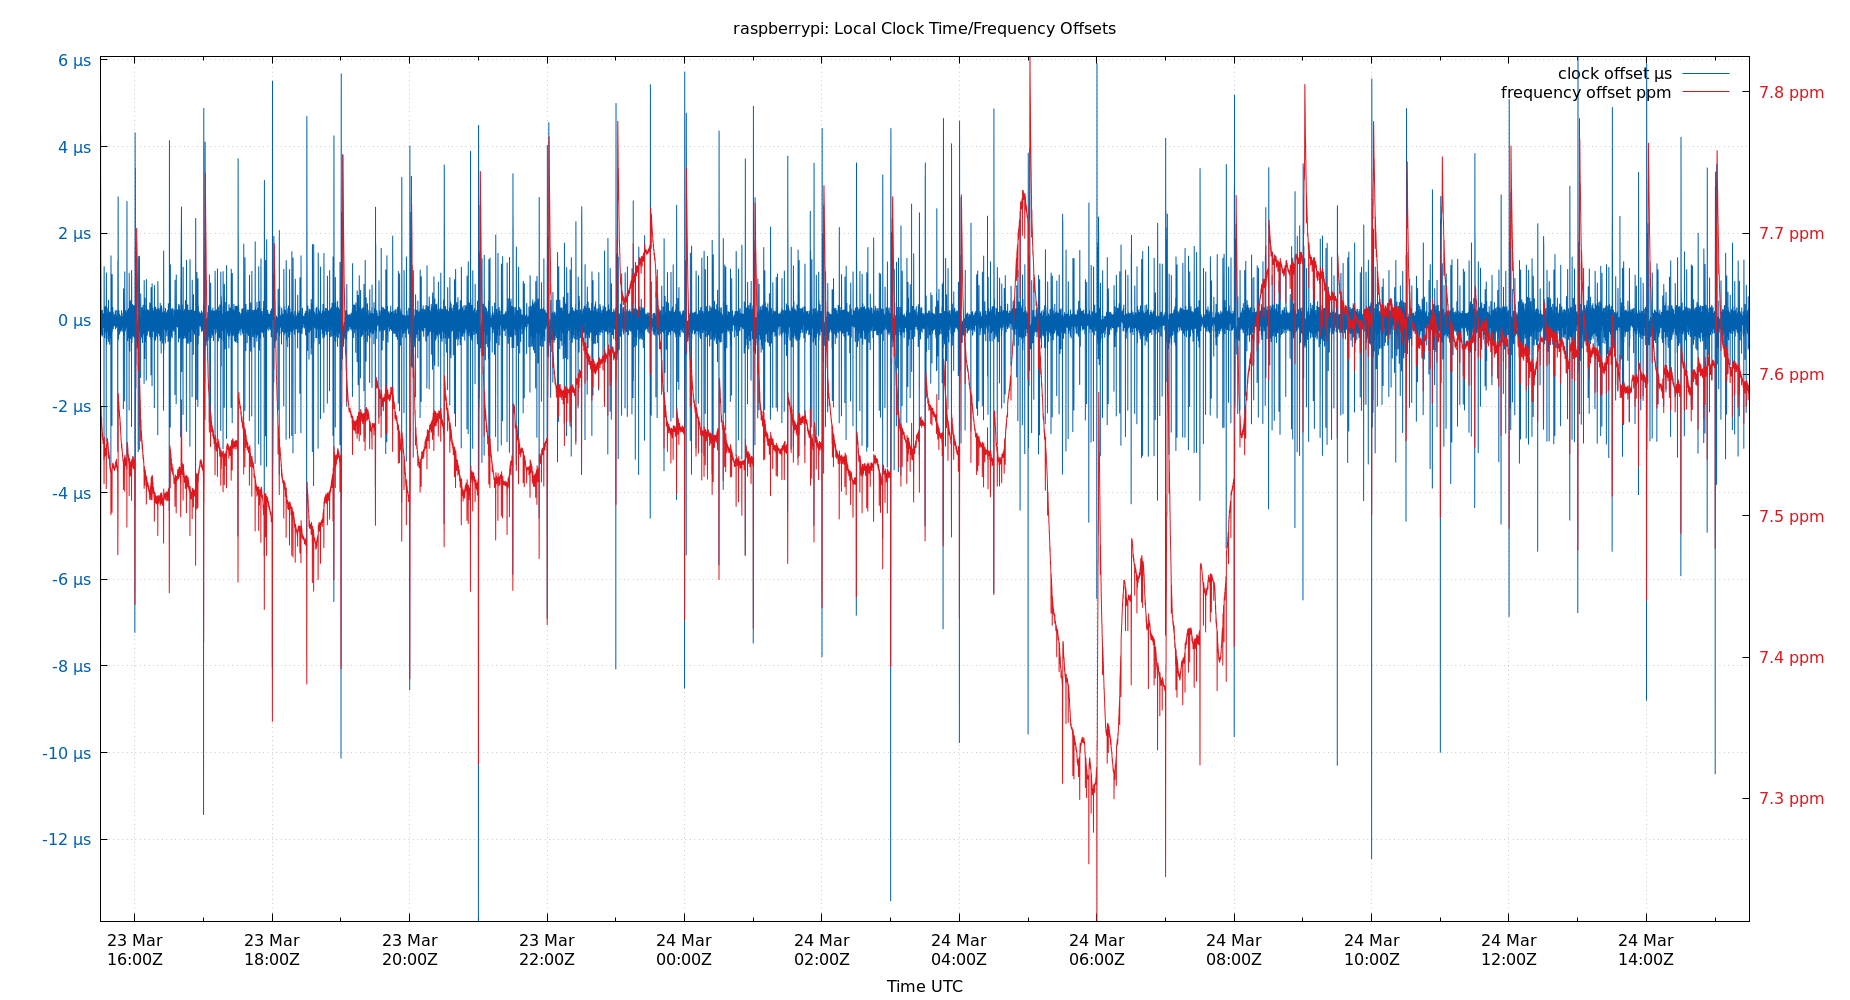 raspberrypi: Local Clock Time/Frequency Offsets
clock offset µs
frequency offset ppm
6 µs
4 µs
2 µs
0 µs
-2 µs
-4 µs
-6 µs
-8 µs
-10 µs
-12 µs
7.8 ppm
7.7 ppm
7.6 ppm
7.5 ppm
7.4 ppm
7.3 ppm
23 Mar 23 Mar 23 Mar 23 Mar 24 Mar 24 Mar 24 Mar 24 Mar 24 Mar 24 Mar 24 Mar 24 Mar
16:00Z 18:00Z 20:00Z 22:00Z 00:00Z 02:00Z 04:00Z 06:00Z 08:00Z 10:00Z 12:00Z 14:00Z
Time UTC